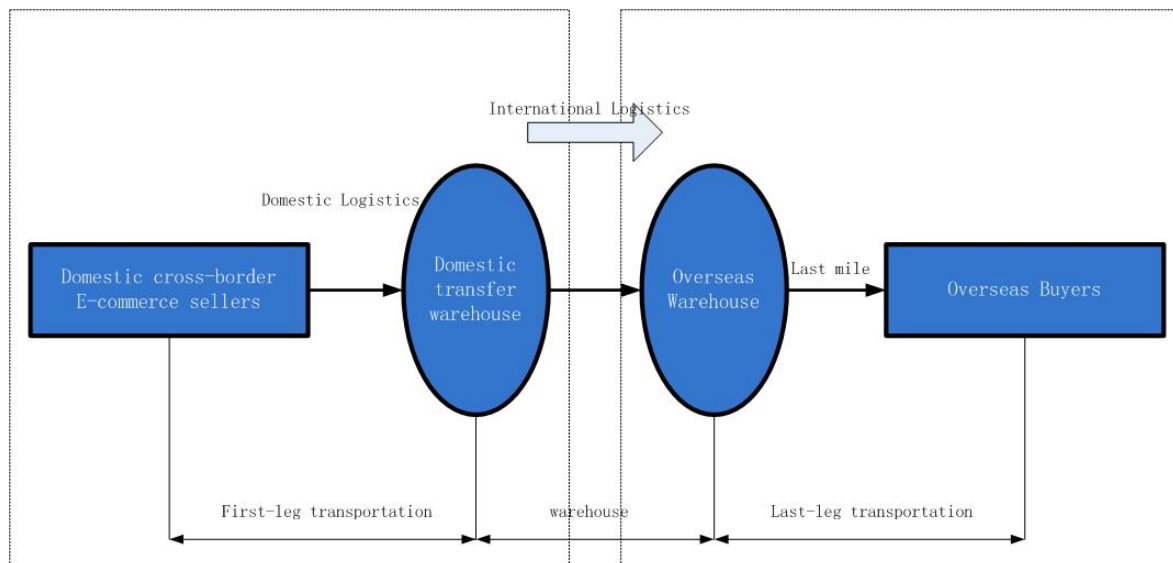 International Logistics
Domestic Logistics
Domestic cross-border
E-commerce sellers
Domestic
transfer
warehouse
Overseas
Warehouse
Last mile
Overseas Buyers
First-leg transportation
warehouse
Last-leg transportation